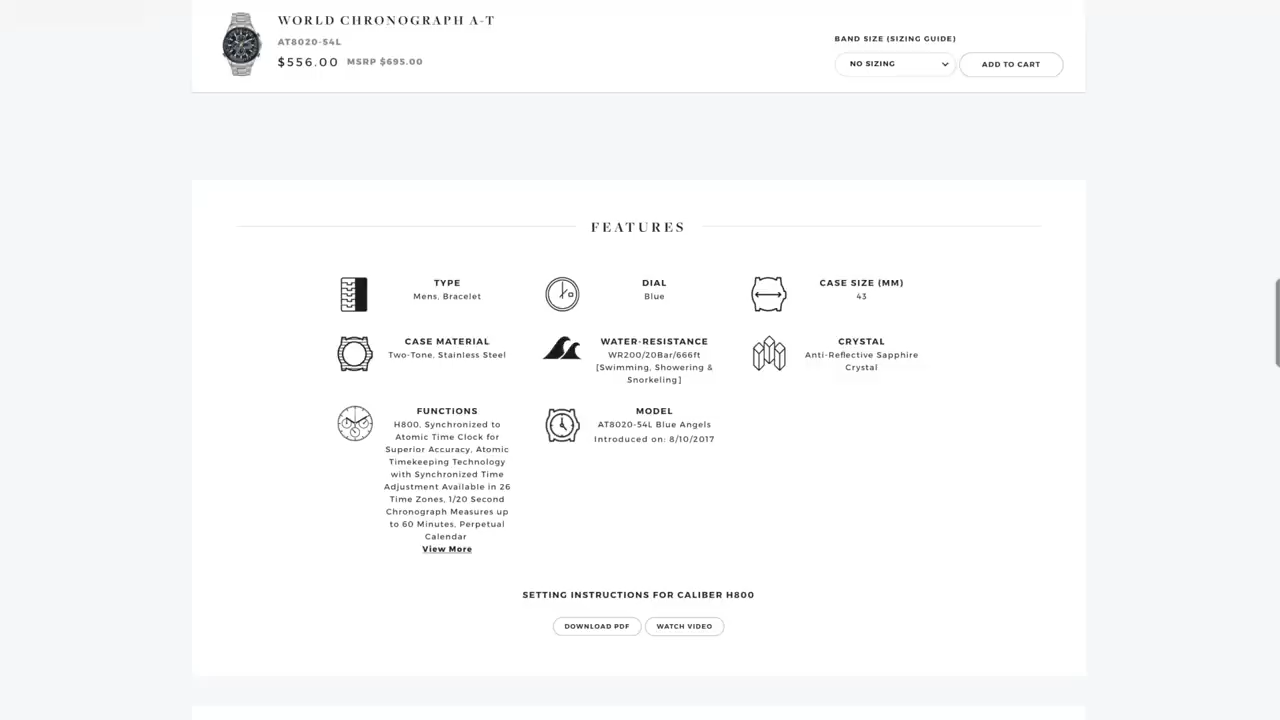 WORLD CHRONOGRAPH A-T
AT8020-54L
$556.00 MSRP $695.00
BAND SIZE (SIZING GUIDE)
NO SIZING
ADD TO CART
FEATURES
TYPE
Mens, Bracelet
DIAL
Blue
CASE SIZE (MM)
43
CASE MATERIAL
Two-Tone, Stainless Steel
WATER-RESISTANCE
WR200/20Bar/666ft
[Swimming, Showering &
Snorkeling]
CRYSTAL
Anti-Reflective Sapphire
Crystal
FUNCTIONS
H800, Synchronized to
Atomic Time Clock for
Superior Accuracy, Atomic
Timekeeping Technology
with Synchronized Time
Adjustment Available in 26
Time Zones, 1/20 Second
Chronograph Measures up
to 60 Minutes, Perpetual
Calendar
View More
MODEL
AT8020-54L Blue Angels
Introduced on: 8/10/2017
SETTING INSTRUCTIONS FOR CALIBER H800
DOWNLOAD PDF
WATCH VIDEO